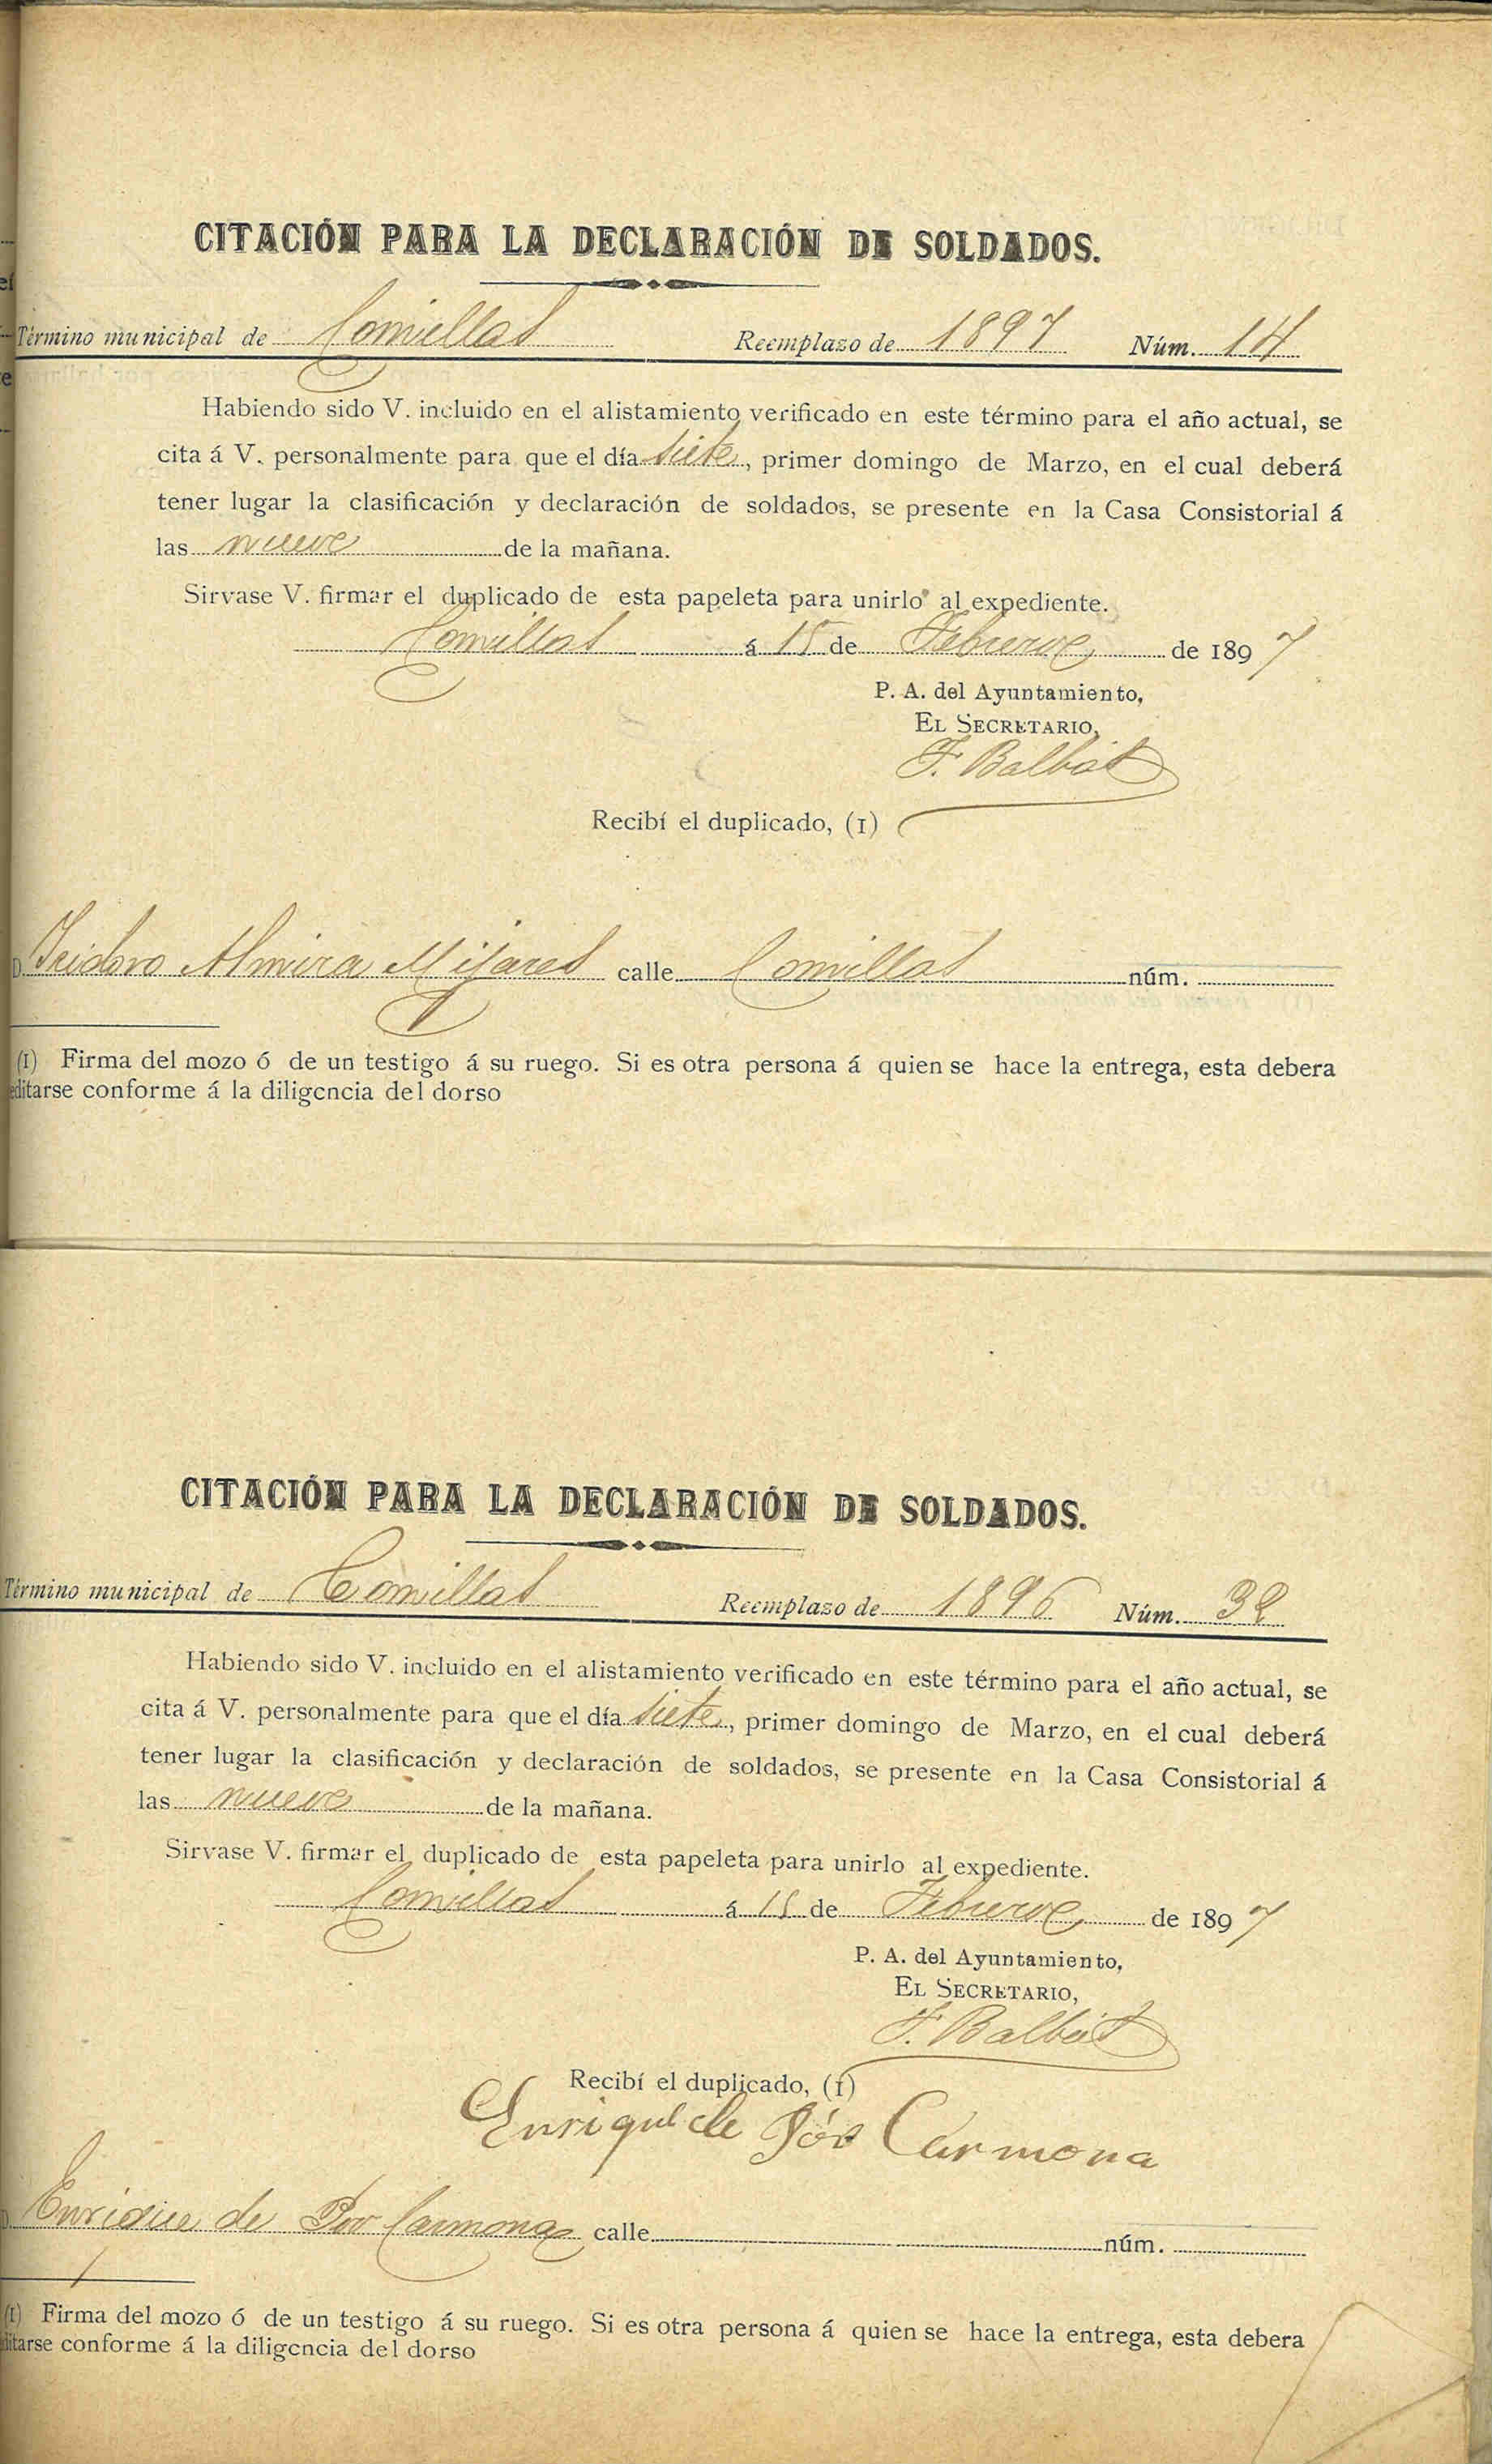 CITACIÓN PARA LA DECLARACIÓN DE SOLDADOS.
Término municipal de Comillas Reemplazo de 1897 Núm. 14
Habiendo sido V. incluido en el alistamiento verificado en este término para el año actual, se
cita á V. personalmente para que el día siete, primer domingo de Marzo, en el cual deberá
tener lugar la clasificación y declaración de soldados, se presente en la Casa Consistorial á
las nueve de la mañana.
Sirvase V. firmar el duplicado de esta papeleta para unirlo al expediente.
Comillas á 15 de Febrero de 1897
P. A. del Ayuntamiento,
EL SECRETARIO,
F. Balbás
Recibí el duplicado, (1)
D. Isidoro Almira Mijares calle Comillas núm.
(1) Firma del mozo ó de un testigo á su ruego. Si es otra persona á quien se hace la entrega, esta debera
editarse conforme á la diligencia del dorso
CITACIÓN PARA LA DECLARACIÓN DE SOLDADOS.
Término municipal de Comillas Reemplazo de 1896 Núm. 32
Habiendo sido V. incluido en el alistamiento verificado en este término para el año actual, se
cita á V. personalmente para que el día siete, primer domingo de Marzo, en el cual deberá
tener lugar la clasificación y declaración de soldados, se presente en la Casa Consistorial á
las nueve de la mañana.
Sirvase V. firmar el duplicado de esta papeleta para unirlo al expediente.
Comillas á 15 de Febrero de 1897
P. A. del Ayuntamiento,
EL SECRETARIO,
F. Balbás
Recibí el duplicado, (1)
Enrique de Carmona
D. Enrique de Carmona calle núm.
(1) Firma del mozo ó de un testigo á su ruego. Si es otra persona á quien se hace la entrega, esta debera
ditarse conforme á la diligencia del dorso